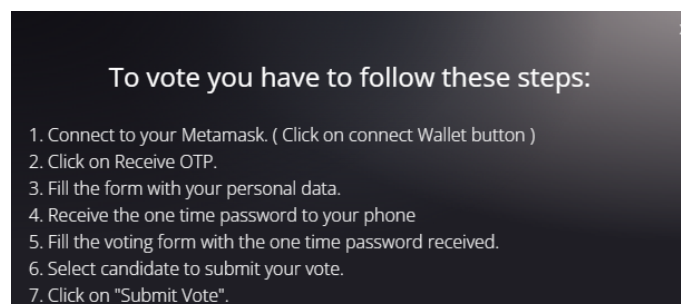 To vote you have to follow these steps:
1. Connect to your Metamask. ( Click on connect Wallet button )
2. Click on Receive OTP.
3. Fill the form with your personal data.
4. Receive the one time password to your phone
5. Fill the voting form with the one time password received.
6. Select candidate to submit your vote.
7. Click on "Submit Vote".